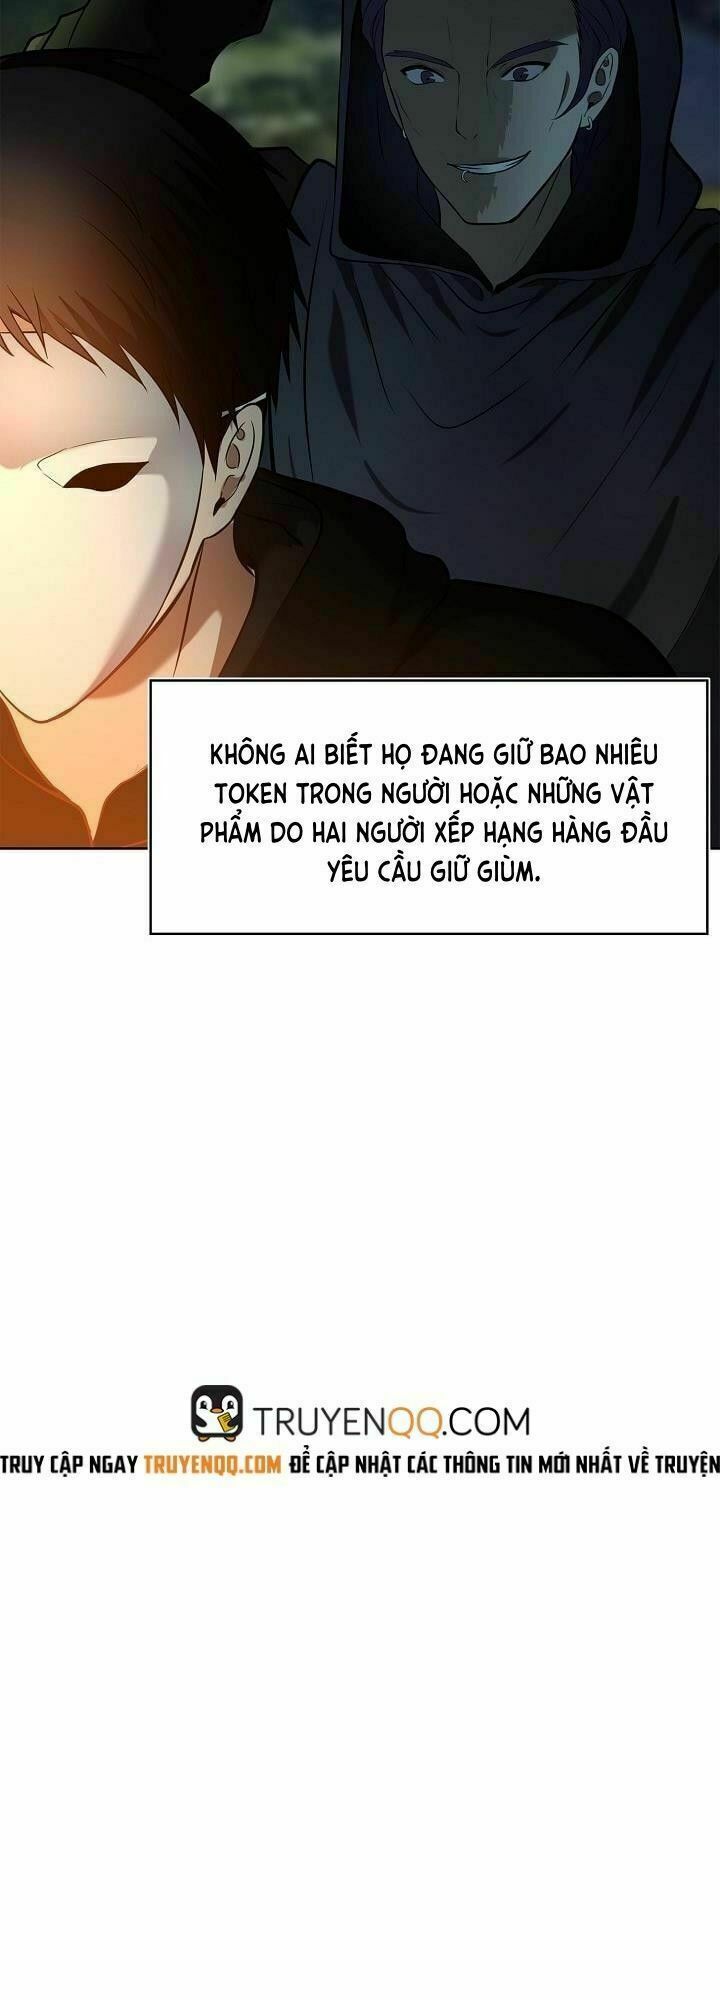 KHÔNG AI BIẾT HỌ ĐANG GIỮ BAO NHIÊU
TOKEN TRONG NGƯỜI HOẶC NHỮNG VẬT
PHẨM DO HAI NGƯỜI XẾP HẠNG HÀNG ĐẦU
YÊU CẦU GIỮ GIÙM.
TRUYENQQ.COM
TRUY CẬP NGAY TRUYENQQ.COM ĐỂ CẬP NHẬT CÁC THÔNG TIN MỚI NHẤT VỀ TRUYỆN